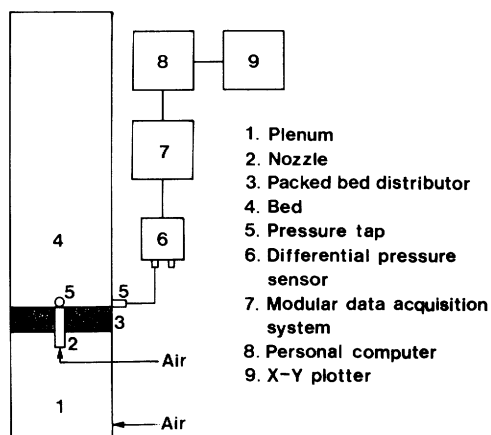 8
9
7
6
4
5
5
3
2
Air
1
Air
1. Plenum
2. Nozzle
3. Packed bed distributor
4. Bed
5. Pressure tap
6. Differential pressure
sensor
7. Modular data acquisition
system
8. Personal computer
9. X-Y plotter